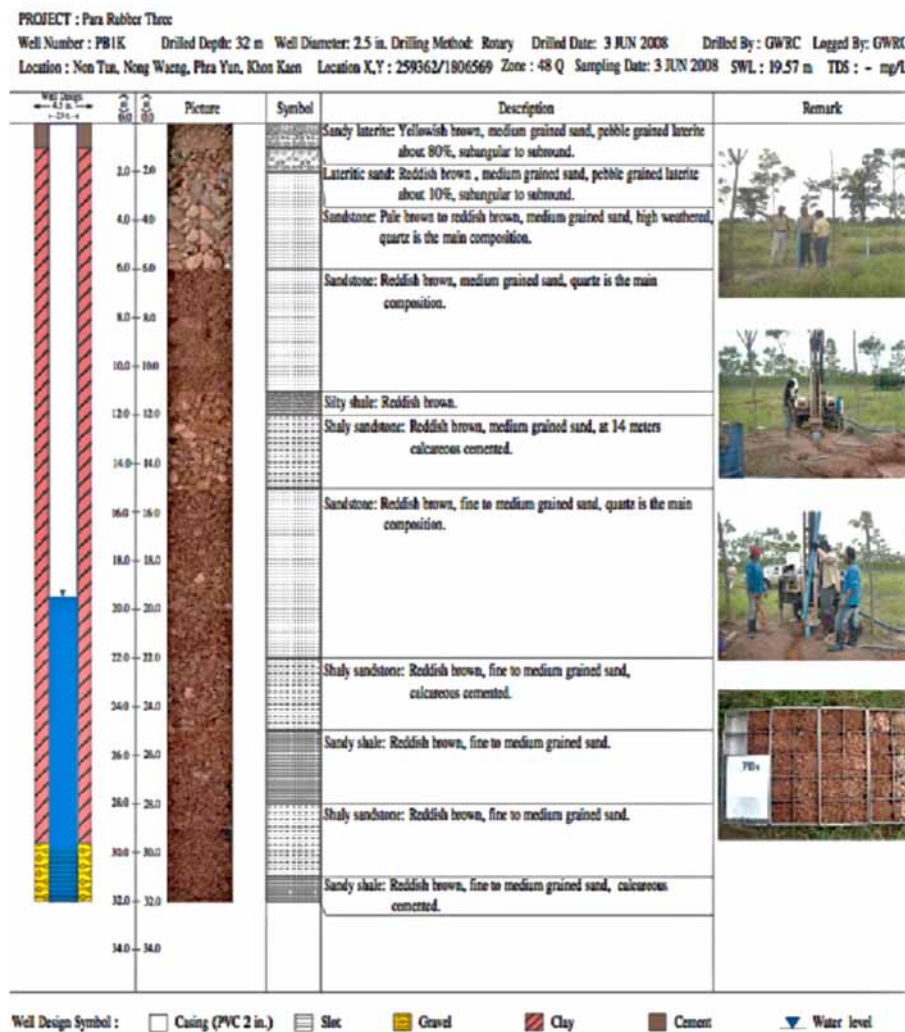 PROJECT : Para Rubber Three
Well Number : PB1K Drilled Depth: 32 m Well Diameter: 2.5 in. Drilling Method: Rotary Drilled Date: 3 JUN 2008 Drilled By : GWRC Logged By: GWRC
Location : Non Tun, Nong Waeng, Phra Yun, Khon Kaen Location X,Y : 259362/1806569 Zone : 48 Q Sampling Date: 3 JUN 2008 SWL : 19.57 m TDS : - mg/L
Well Design (m.) (m.) Picture Symbol Description Remark
4.5 in.
0.0 0.0
Sandy laterite: Yellowish brown, medium grained sand, pebble grained laterite
about 80%, subangular to subround.
2.0 2.0
Lateritic sand: Reddish brown , medium grained sand, pebble grained laterite
about 10%, subangular to subround.
4.0 4.0
Sandstone: Pale brown to reddish brown, medium grained sand, high weathered,
quartz is the main composition.
6.0 6.0
Sandstone: Reddish brown, medium grained sand, quartz is the main
composition.
8.0 8.0
10.0 10.0
Silty shale: Reddish brown.
12.0 12.0
Shaly sandstone: Reddish brown, medium grained sand, at 14 meters
calcareous cemented.
14.0 14.0
Sandstone: Reddish brown, fine to medium grained sand, quartz is the main
composition.
16.0 16.0
18.0 18.0
20.0 20.0
22.0 22.0
Shaly sandstone: Reddish brown, fine to medium grained sand,
calcareous cemented.
24.0 24.0
Sandy shale: Reddish brown, fine to medium grained sand.
26.0 26.0
28.0 28.0
Shaly sandstone: Reddish brown, fine to medium grained sand.
30.0 30.0
Sandy shale: Reddish brown, fine to medium grained sand, calcareous
cemented.
32.0 32.0
34.0 34.0
Well Design Symbol : Casing (PVC 2 in.) Slot Gravel Clay Cement Water level